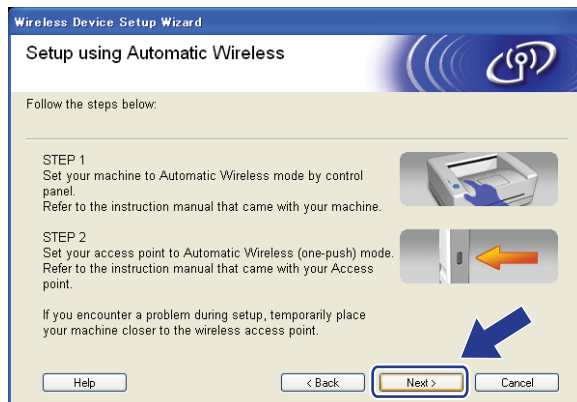 Wireless Device Setup Wizard
Setup using Automatic Wireless
Follow the steps below:
STEP 1
Set your machine to Automatic Wireless mode by control
panel.
Refer to the instruction manual that came with your machine.
STEP 2
Set your access point to Automatic Wireless (one-push) mode.
Refer to the instruction manual that came with your Access
point.
If you encounter a problem during setup, temporarily place
your machine closer to the wireless access point.
Help
< Back
Next >
Cancel